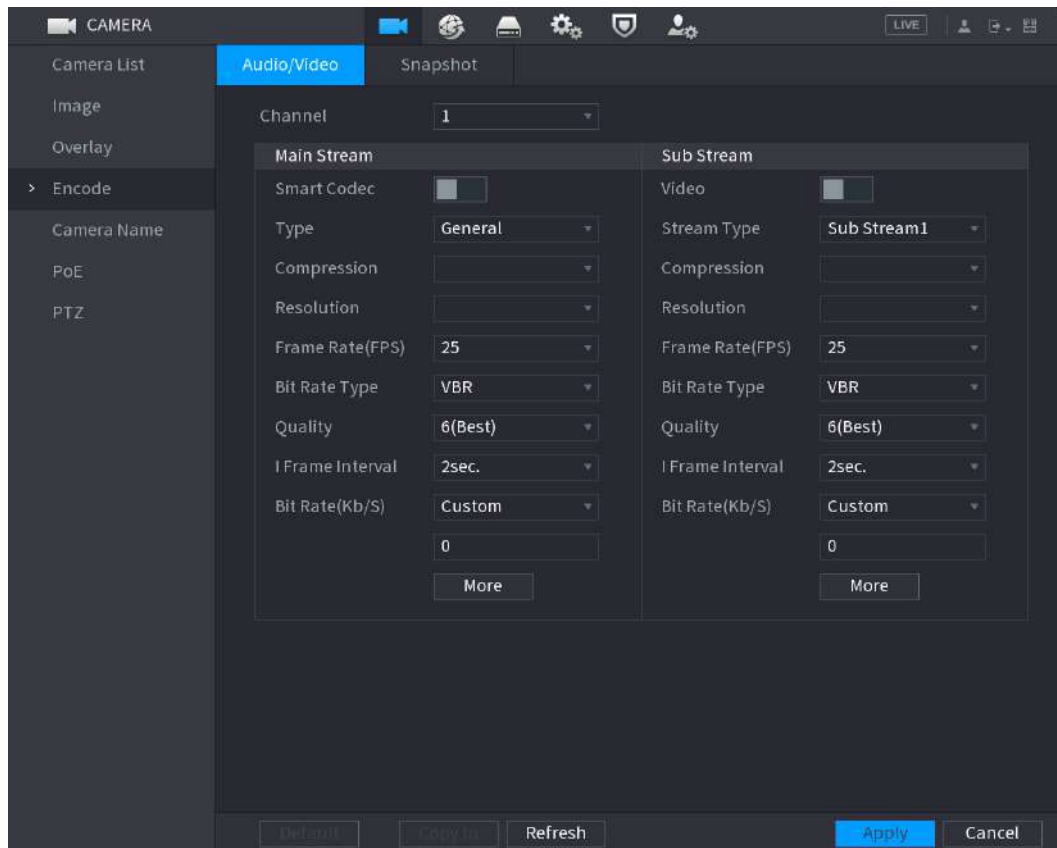 CAMERA LIVE
Camera List Audio/Video Snapshot
Image Channel 1
Overlay Main Stream Sub Stream
> Encode Smart Codec Video
Camera Name Type General Stream Type Sub Stream1
PoE Compression Compression
PTZ Resolution Resolution
Frame Rate(FPS) 25 Frame Rate(FPS) 25
Bit Rate Type VBR Bit Rate Type VBR
Quality 6(Best) Quality 6(Best)
I Frame Interval 2sec. I Frame Interval 2sec.
Bit Rate(Kb/S) Custom Bit Rate(Kb/S) Custom
0 0
More More
Default Copy to Refresh Apply Cancel